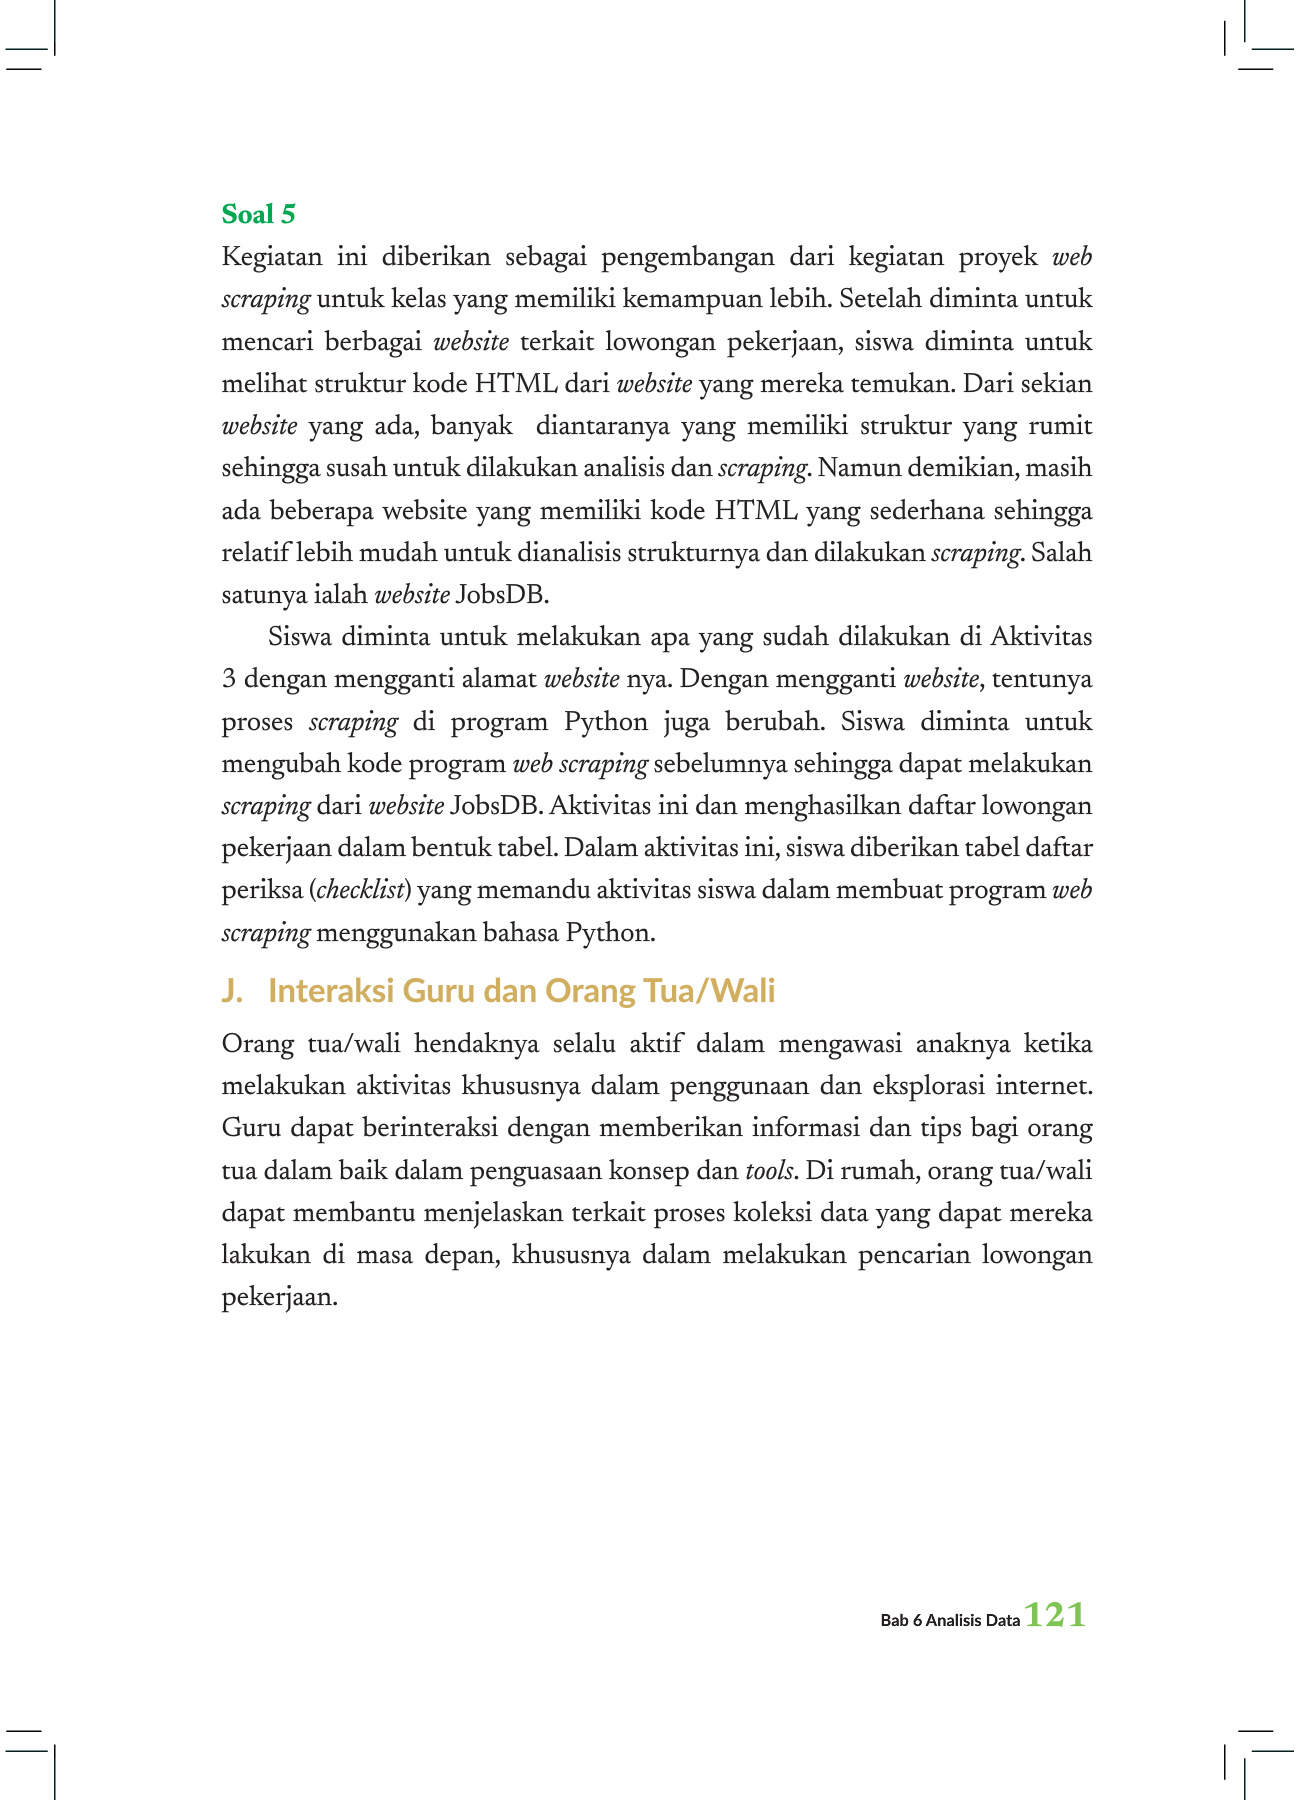 Soal 5
Kegiatan ini diberikan sebagai pengembangan dari kegiatan proyek web
scraping untuk kelas yang memiliki kemampuan lebih. Setelah diminta untuk
mencari berbagai website terkait lowongan pekerjaan, siswa diminta untuk
melihat struktur kode HTML dari website yang mereka temukan. Dari sekian
website yang ada, banyak diantaranya yang memiliki struktur yang rumit
sehingga susah untuk dilakukan analisis dan scraping. Namun demikian, masih
ada beberapa website yang memiliki kode HTML yang sederhana sehingga
relatif lebih mudah untuk dianalisis strukturnya dan dilakukan scraping. Salah
satunya ialah website JobsDB.
Siswa diminta untuk melakukan apa yang sudah dilakukan di Aktivitas
3 dengan mengganti alamat website nya. Dengan mengganti website, tentunya
proses scraping di program Python juga berubah. Siswa diminta untuk
mengubah kode program web scraping sebelumnya sehingga dapat melakukan
scraping dari website JobsDB. Aktivitas ini dan menghasilkan daftar lowongan
pekerjaan dalam bentuk tabel. Dalam aktivitas ini, siswa diberikan tabel daftar
periksa (checklist) yang memandu aktivitas siswa dalam membuat program web
scraping menggunakan bahasa Python.
J. Interaksi Guru dan Orang Tua/Wali
Orang tua/wali hendaknya selalu aktif dalam mengawasi anaknya ketika
melakukan aktivitas khususnya dalam penggunaan dan eksplorasi internet.
Guru dapat berinteraksi dengan memberikan informasi dan tips bagi orang
tua dalam baik dalam penguasaan konsep dan tools. Di rumah, orang tua/wali
dapat membantu menjelaskan terkait proses koleksi data yang dapat mereka
lakukan di masa depan, khususnya dalam melakukan pencarian lowongan
pekerjaan.
Bab 6 Analisis Data 121